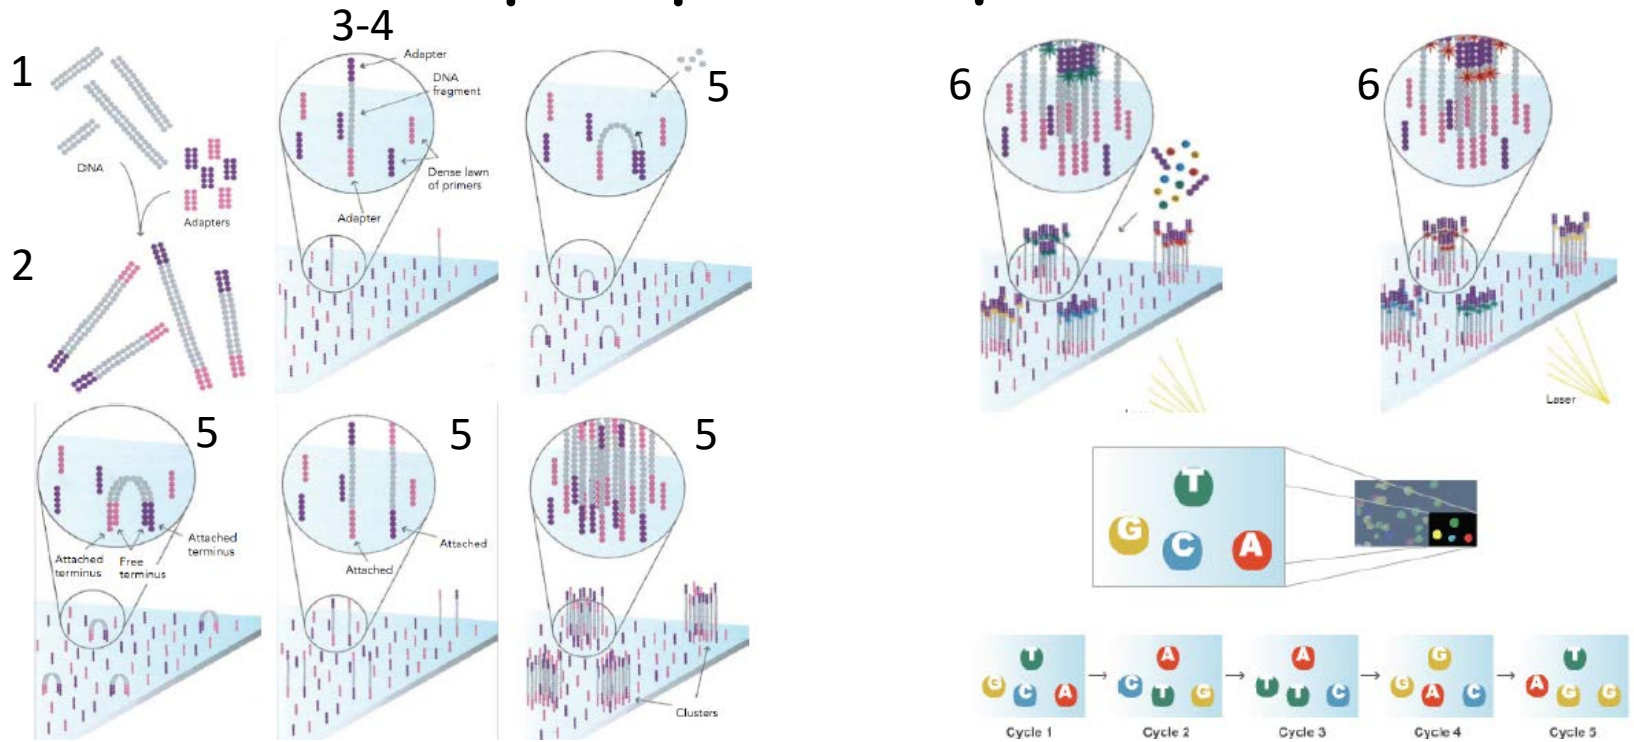 3-4
1
DNA
Adapters
2
Adapter
DNA
fragment
Dense lawn
of primers
Adapter
5
5
Attached
terminus
Free
terminus
Attached
terminus
5
Attached
Attached
5
Clusters
6
6
Laser
T
G
C
A
T
G
C
A
Cycle 1
A
C
T
G
Cycle 2
A
T
T
C
Cycle 3
G
G
A
C
Cycle 4
T
A
G
G
Cycle 5